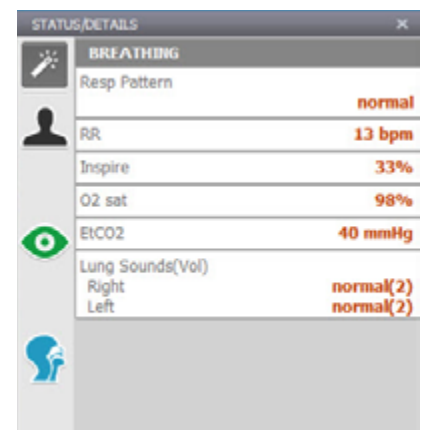 STATUS/DETAILS
BREATHING
Resp Pattern
normal
RR 13 bpm
Inspire 33%
O2 sat 98%
EtCO2 40 mmHg
Lung Sounds(Vol)
Right normal(2)
Left normal(2)